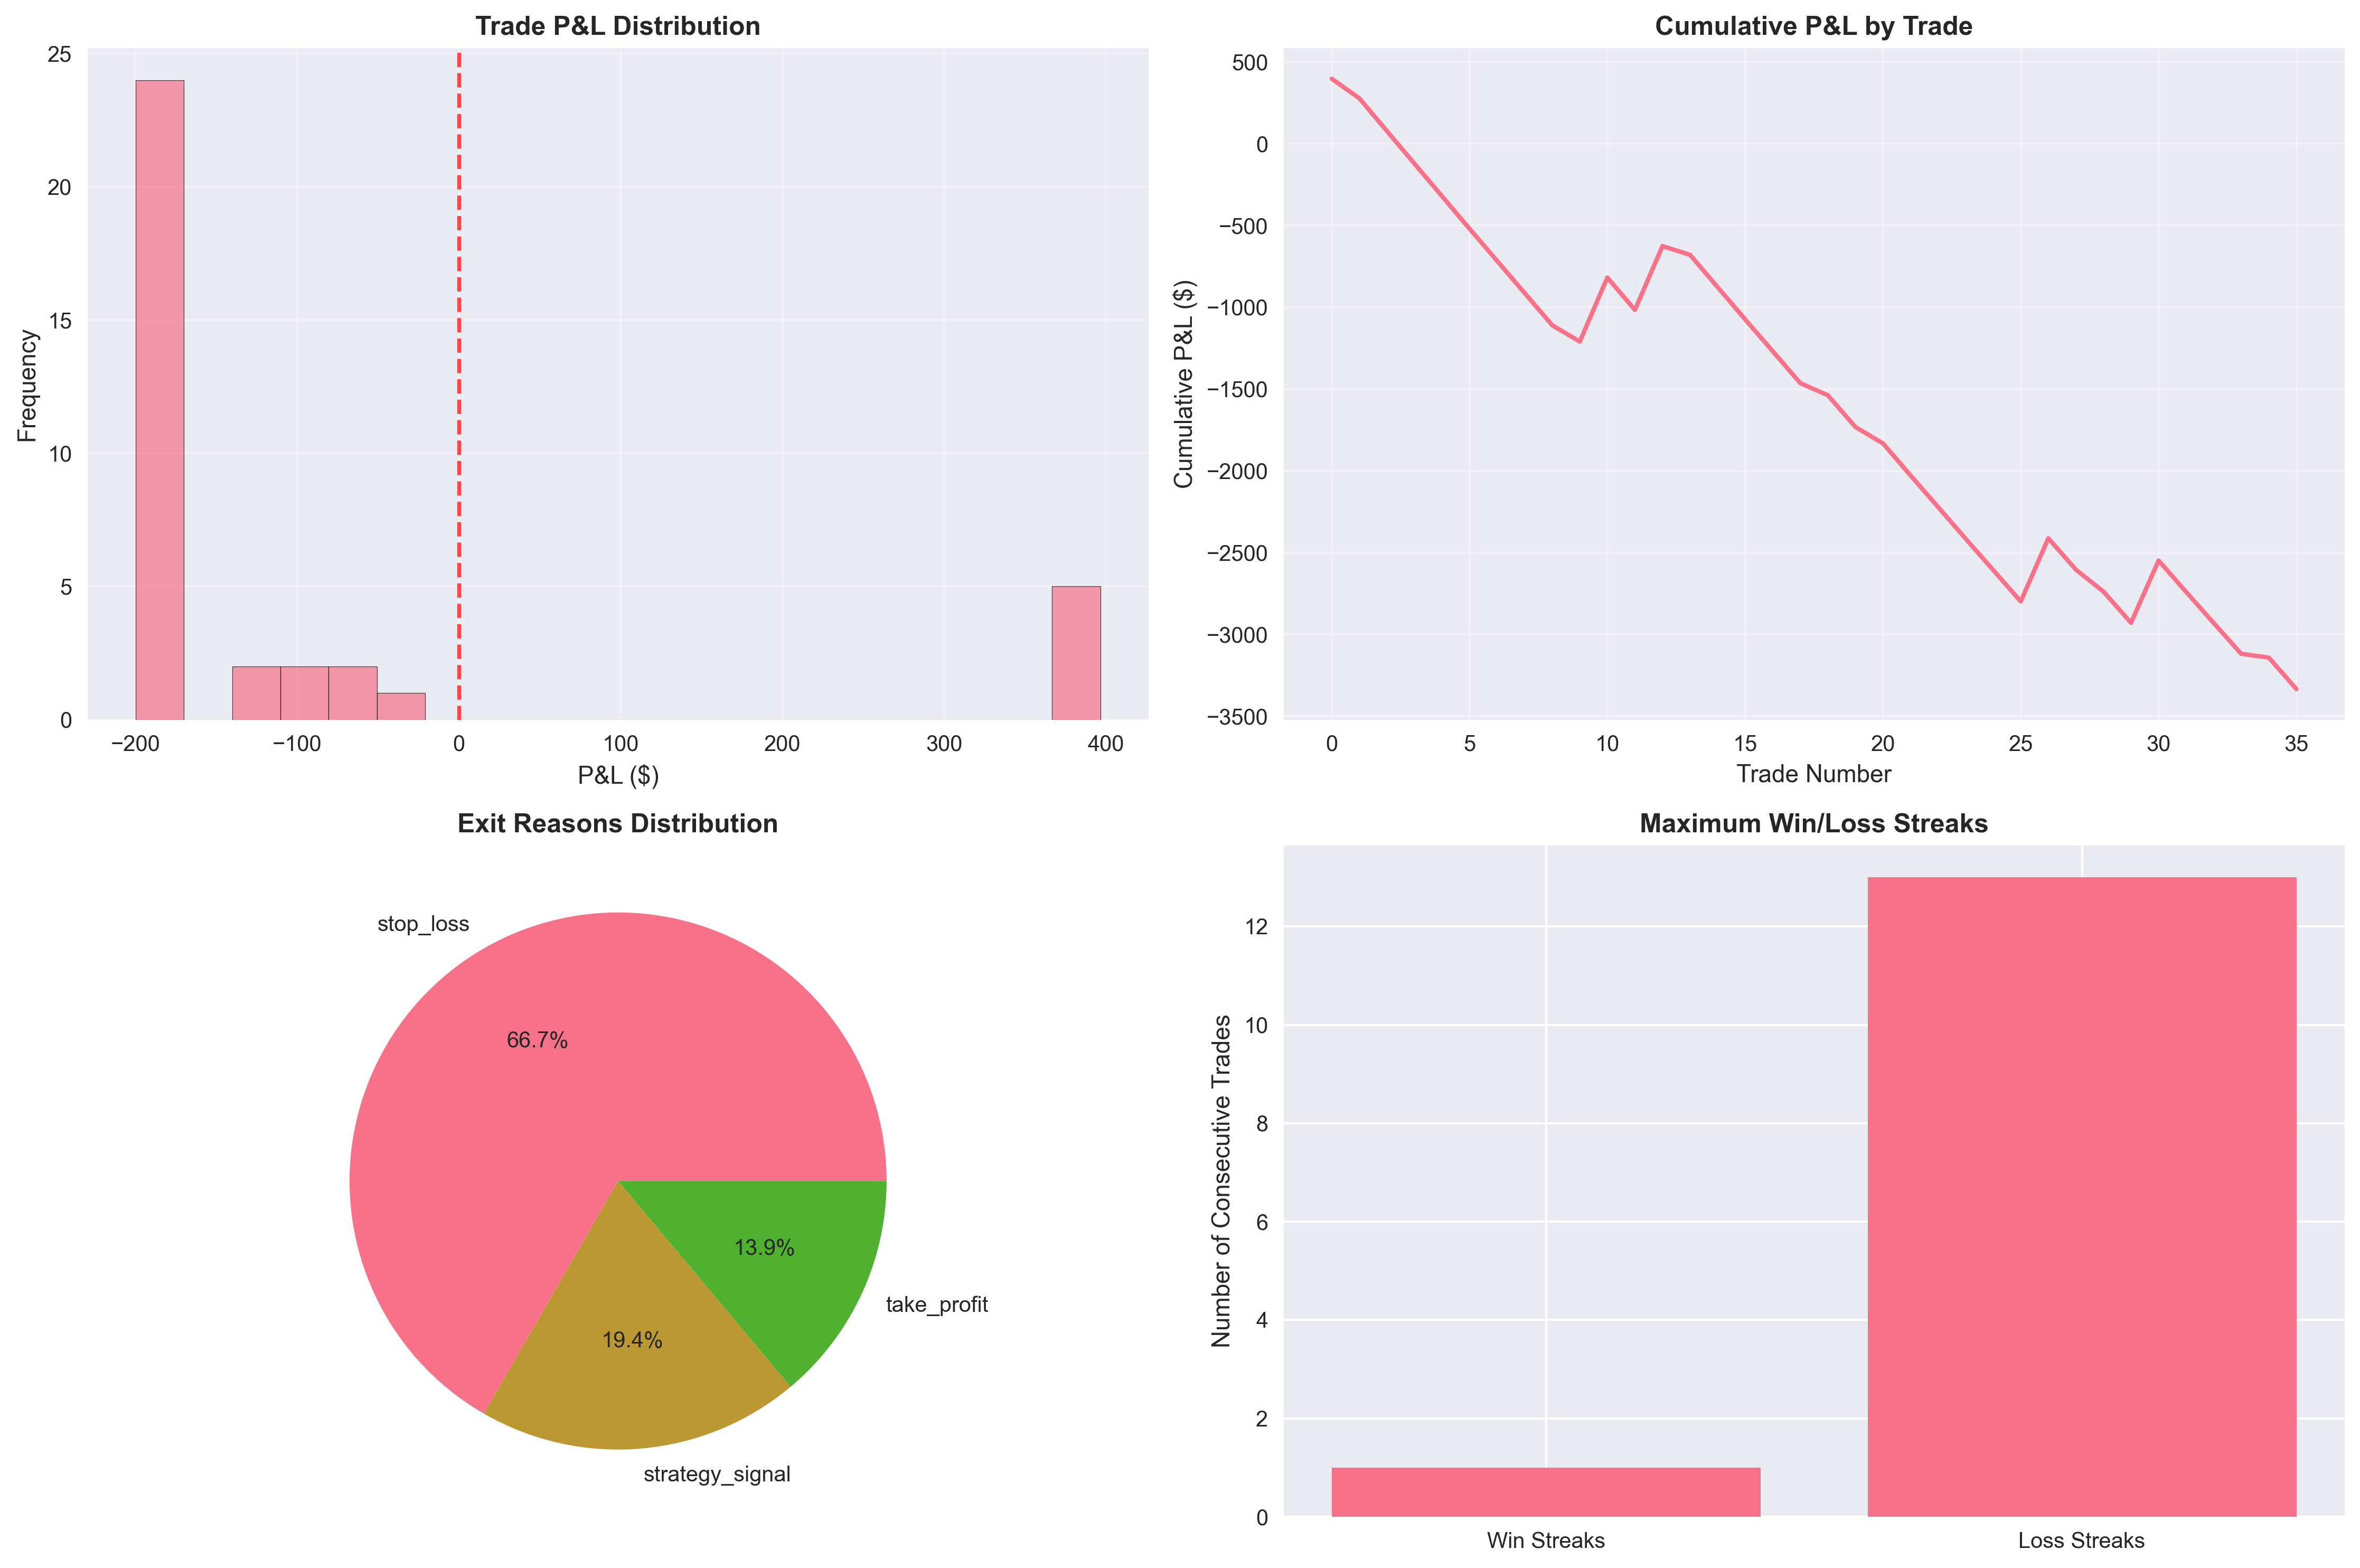 Trade P&L Distribution
25
20
15
10
5
0
Frequency
−200
−100
0
100
200
300
400
P&L ($)
Cumulative P&L by Trade
500
0
−500
−1000
−1500
−2000
−2500
−3000
−3500
Cumulative P&L ($)
0
5
10
15
20
25
30
35
Trade Number
Exit Reasons Distribution
stop_loss
66.7%
13.9%
take_profit
19.4%
strategy_signal
Maximum Win/Loss Streaks
12
10
8
6
4
2
0
Number of Consecutive Trades
Win Streaks
Loss Streaks